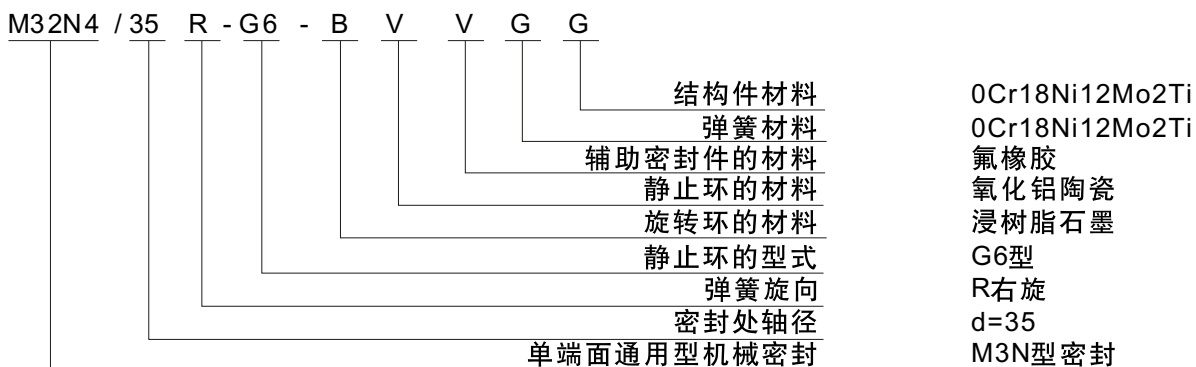 M32N4 / 35 R - G6 - B V V G G
结构件材料 0Cr18Ni12Mo2Ti
弹簧材料 0Cr18Ni12Mo2Ti
辅助密封件的材料 氟橡胶
静止环的材料 氧化铝陶瓷
旋转环的材料 浸树脂石墨
静止环的型式 G6型
弹簧旋向 R右旋
密封处轴径 d=35
单端面通用型机械密封 M3N型密封